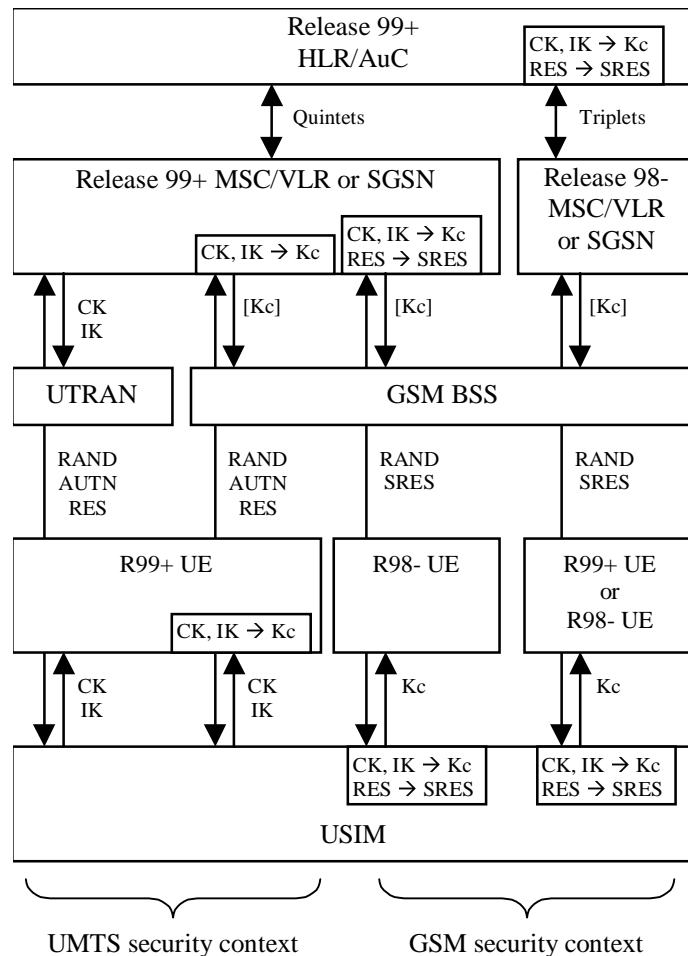 Release 99+
HLR/AuC
CK, IK → Kc
RES → SRES
Quintets
Triplets
Release 99+ MSC/VLR or SGSN
CK, IK → Kc
CK, IK → Kc
RES → SRES
Release 98-
MSC/VLR
or SGSN
CK
IK
[Kc]
[Kc]
[Kc]
UTRAN
GSM BSS
RAND
AUTN
RES
RAND
AUTN
RES
RAND
SRES
RAND
SRES
R99+ UE
CK, IK → Kc
R98- UE
R99+ UE
or
R98- UE
CK
IK
CK
IK
Kc
Kc
CK, IK → Kc
RES → SRES
CK, IK → Kc
RES → SRES
USIM
UMTS security context
GSM security context